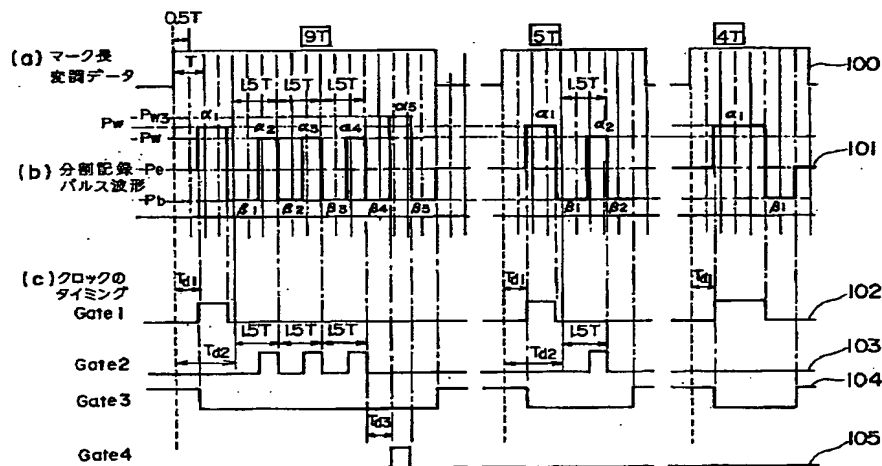 0.5T
9T 5T 4T
(a) マーク長
変調データ
T
100
1.5T 1.5T 1.5T 1.5T
Pw3
Pw
Pw
α1 α2 α3 α4 α5 α1 α2 α1
(b) 分割記録
パルス波形
Pe
Pb
101
β1 β2 β3 β4 β5 β1 β2 β1
(c) クロックの
タイミング
Td1 Td1 Td1
Gate1
102
1.5T 1.5T 1.5T 1.5T
Td2 Td2
Gate2
103
Gate3
104
Td3
Gate4
105